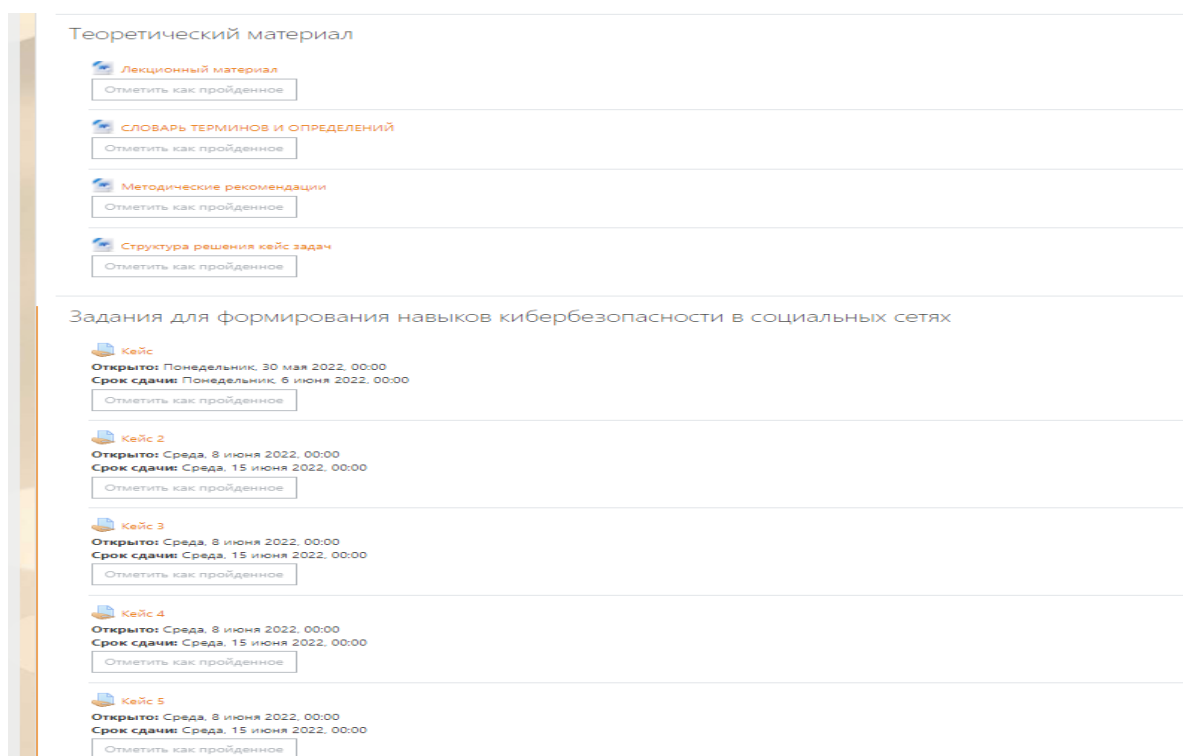 Теоретический материал
Лекционный материал
Отметить как пройденное
СЛОВАРЬ ТЕРМИНОВ И ОПРЕДЕЛЕНИЙ
Отметить как пройденное
Методические рекомендации
Отметить как пройденное
Структура решения кейс задач
Отметить как пройденное
Задания для формирования навыков кибербезопасности в социальных сетях
Кейс
Открыто: Понедельник, 30 мая 2022, 00:00
Срок сдачи: Понедельник, 6 июня 2022, 00:00
Отметить как пройденное
Кейс 2
Открыто: Среда, 8 июня 2022, 00:00
Срок сдачи: Среда, 15 июня 2022, 00:00
Отметить как пройденное
Кейс 3
Открыто: Среда, 8 июня 2022, 00:00
Срок сдачи: Среда, 15 июня 2022, 00:00
Отметить как пройденное
Кейс 4
Открыто: Среда, 8 июня 2022, 00:00
Срок сдачи: Среда, 15 июня 2022, 00:00
Отметить как пройденное
Кейс 5
Открыто: Среда, 8 июня 2022, 00:00
Срок сдачи: Среда, 15 июня 2022, 00:00
Отметить как пройденное